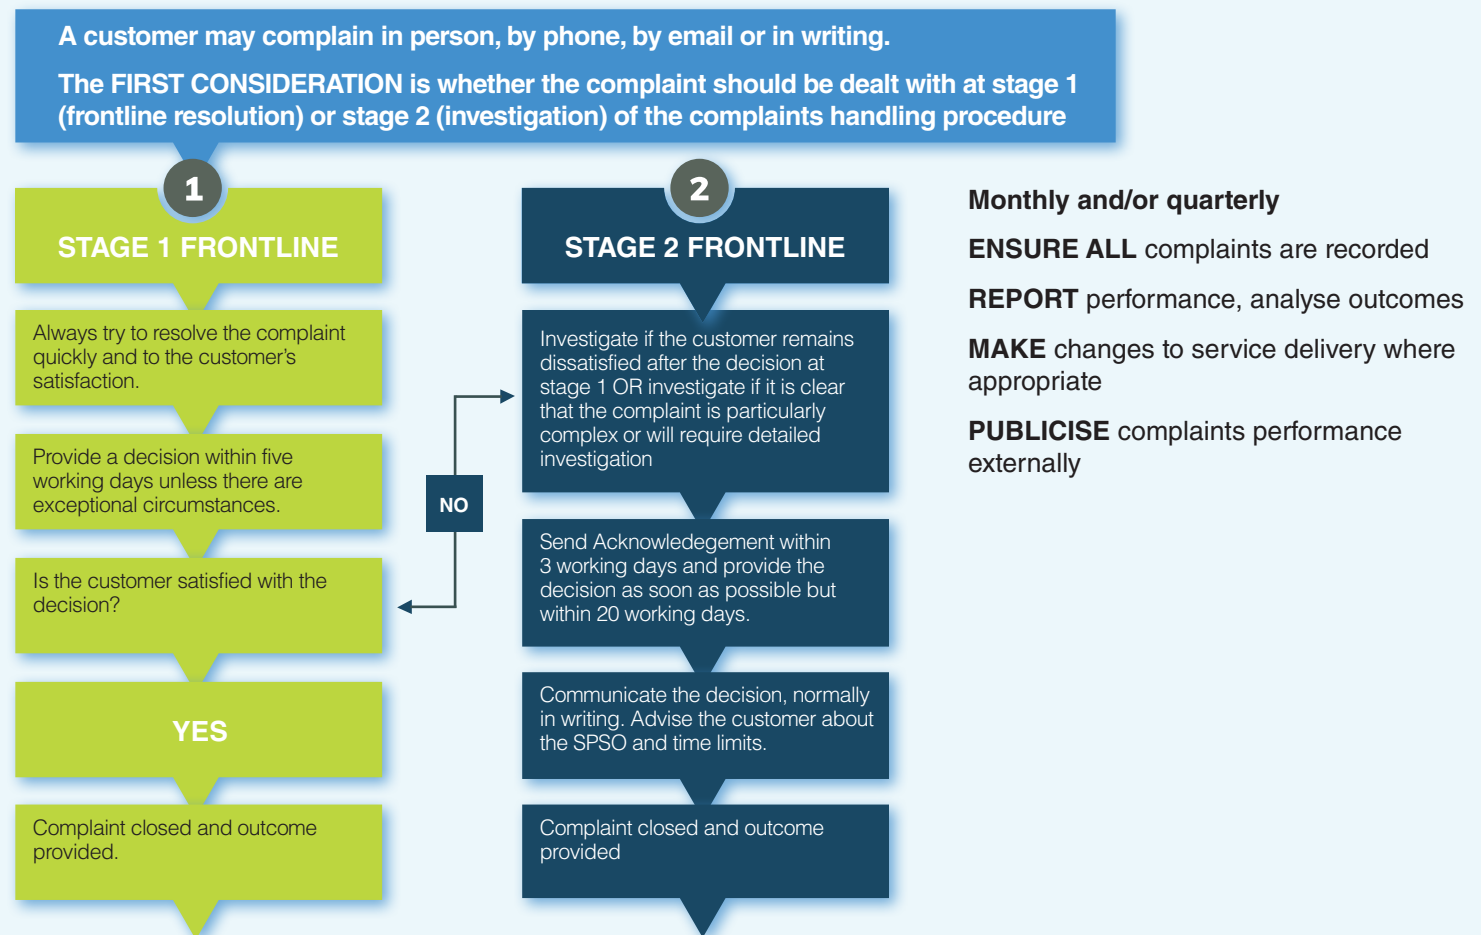 A customer may complain in person, by phone, by email or in writing.
The FIRST CONSIDERATION is whether the complaint should be dealt with at stage 1
(frontline resolution) or stage 2 (investigation) of the complaints handling procedure
1
STAGE 1 FRONTLINE
Always try to resolve the complaint
quickly and to the customer's
satisfaction.
Provide a decision within five
working days unless there are
exceptional circumstances.
Is the customer satisfied with the
decision?
YES
Complaint closed and outcome
provided.
NO
2
STAGE 2 FRONTLINE
Investigate if the customer remains
dissatisfied after the decision at
stage 1 OR investigate if it is clear
that the complaint is particularly
complex or will require detailed
investigation
Send Acknowledegement within
3 working days and provide the
decision as soon as possible but
within 20 working days.
Communicate the decision, normally
in writing. Advise the customer about
the SPSO and time limits.
Complaint closed and outcome
provided
Monthly and/or quarterly
ENSURE ALL complaints are recorded
REPORT performance, analyse outcomes
MAKE changes to service delivery where
appropriate
PUBLICISE complaints performance
externally